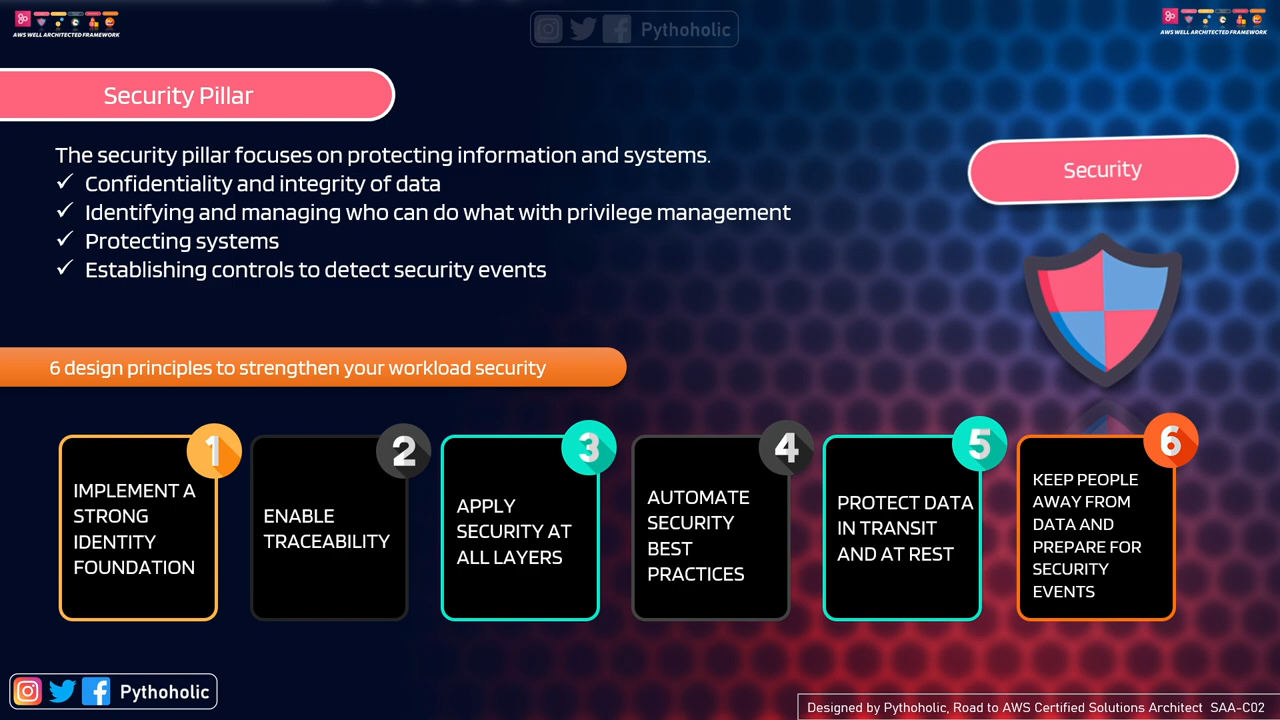 AWS WELL ARCHITECTED FRAMEWORK
Pythoholic
AWS WELL ARCHITECTED FRAMEWORK
Security Pillar
The security pillar focuses on protecting information and systems.
✓ Confidentiality and integrity of data
✓ Identifying and managing who can do what with privilege management
✓ Protecting systems
✓ Establishing controls to detect security events
Security
6 design principles to strengthen your workload security
1
IMPLEMENT A
STRONG
IDENTITY
FOUNDATION
2
ENABLE
TRACEABILITY
3
APPLY
SECURITY AT
ALL LAYERS
4
AUTOMATE
SECURITY
BEST
PRACTICES
5
PROTECT DATA
IN TRANSIT
AND AT REST
6
KEEP PEOPLE
AWAY FROM
DATA AND
PREPARE FOR
SECURITY
EVENTS
Pythoholic
Designed by Pythoholic, Road to AWS Certified Solutions Architect SAA-C02